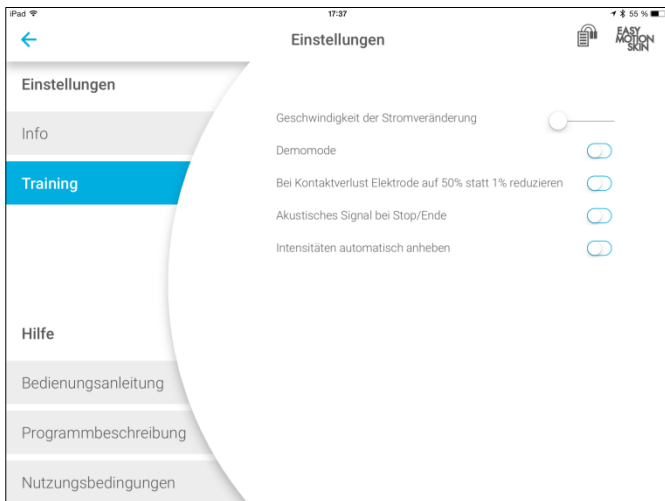 iPad 17:37 55 %
Einstellungen
EASY
MOTION
SKIN
Einstellungen
Info
Training
Geschwindigkeit der Stromveränderung
Demomode
Bei Kontaktverlust Elektrode auf 50% statt 1% reduzieren
Akustisches Signal bei Stop/Ende
Intensitäten automatisch anheben
Hilfe
Bedienungsanleitung
Programmbeschreibung
Nutzungsbedingungen